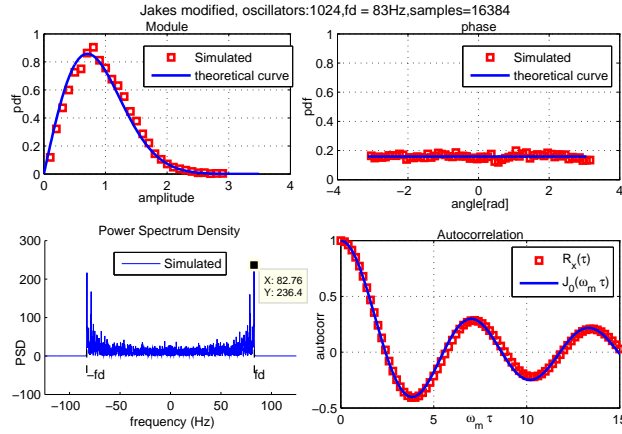 Jakes modified, oscillators:1024,fd = 83Hz,samples=16384
Module
pdf
1
0.8
0.6
0.4
0.2
0
0 1 2 3 4
amplitude
Simulated
theoretical curve
phase
pdf
1
0.8
0.6
0.4
0.2
0
−4 −2 0 2 4
angle[rad]
Simulated
theoretical curve
Power Spectrum Density
PSD
300
200
100
0
−100
−100 −50 0 50 100
frequency (Hz)
Simulated
X: 82.76
Y: 236.4
−fd
fd
Autocorrelation
autocorr
1
0.5
0
−0.5
0 5 10 15
ω_m τ
R_x(τ)
J_0(ω_m τ)